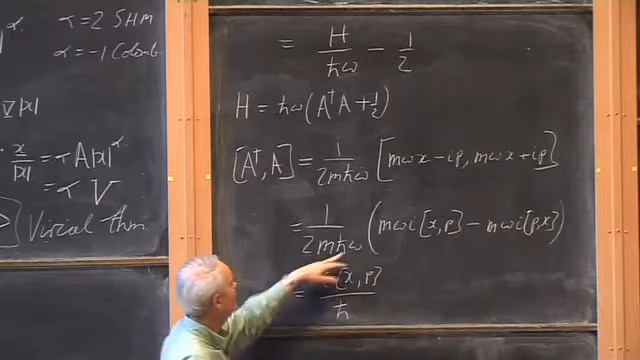 α
α = 2 SHM
α = -1 Coulomb
∇|x|
x/|x| = α A|x|^α
= α V
Virial thm
= H/ħω - 1/2
H = ħω(A†A + 1/2)
[A†, A] = 1/2mħω [mωx - ip, mωx + ip]
= 1/2mħω (mωi[x,p] - mωi[p,x])
= [x,p]/ħ